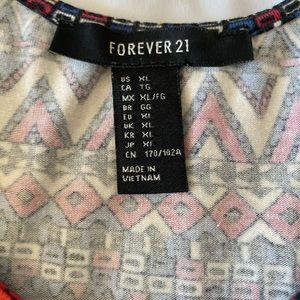 FOREVER 21
US XL
CA TG
MX XL/EG
BR GG
EU XL
UK XL
KR XL
JP XL
CN 170/102A
MADE IN
VIETNAM